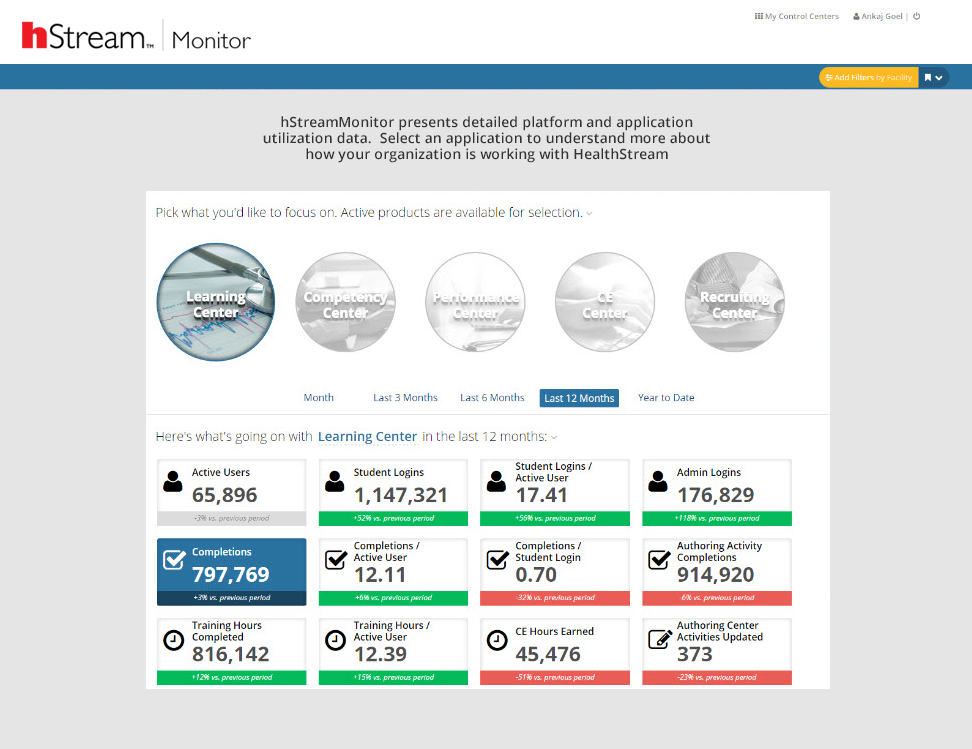 My Control Centers
Ankaj Goel |
hStream™ | Monitor
Add Filters by Facility
hStreamMonitor presents detailed platform and application
utilization data. Select an application to understand more about
how your organization is working with HealthStream
Pick what you'd like to focus on. Active products are available for selection.
Learning
Center
Competency
Center
Performance
Center
CE
Center
Recruiting
Center
Month
Last 3 Months
Last 6 Months
Last 12 Months
Year to Date
Here's what's going on with Learning Center in the last 12 months:
Active Users
65,896
-3% vs. previous period
Student Logins
1,147,321
+52% vs. previous period
Student Logins /
Active User
17.41
+56% vs. previous period
Admin Logins
176,829
+118% vs. previous period
Completions
797,769
+3% vs. previous period
Completions /
Active User
12.11
+6% vs. previous period
Completions /
Student Login
0.70
-32% vs. previous period
Authoring Activity
Completions
914,920
-6% vs. previous period
Training Hours
Completed
816,142
+12% vs. previous period
Training Hours /
Active User
12.39
+15% vs. previous period
CE Hours Earned
45,476
-51% vs. previous period
Authoring Center
Activities Updated
373
-23% vs. previous period